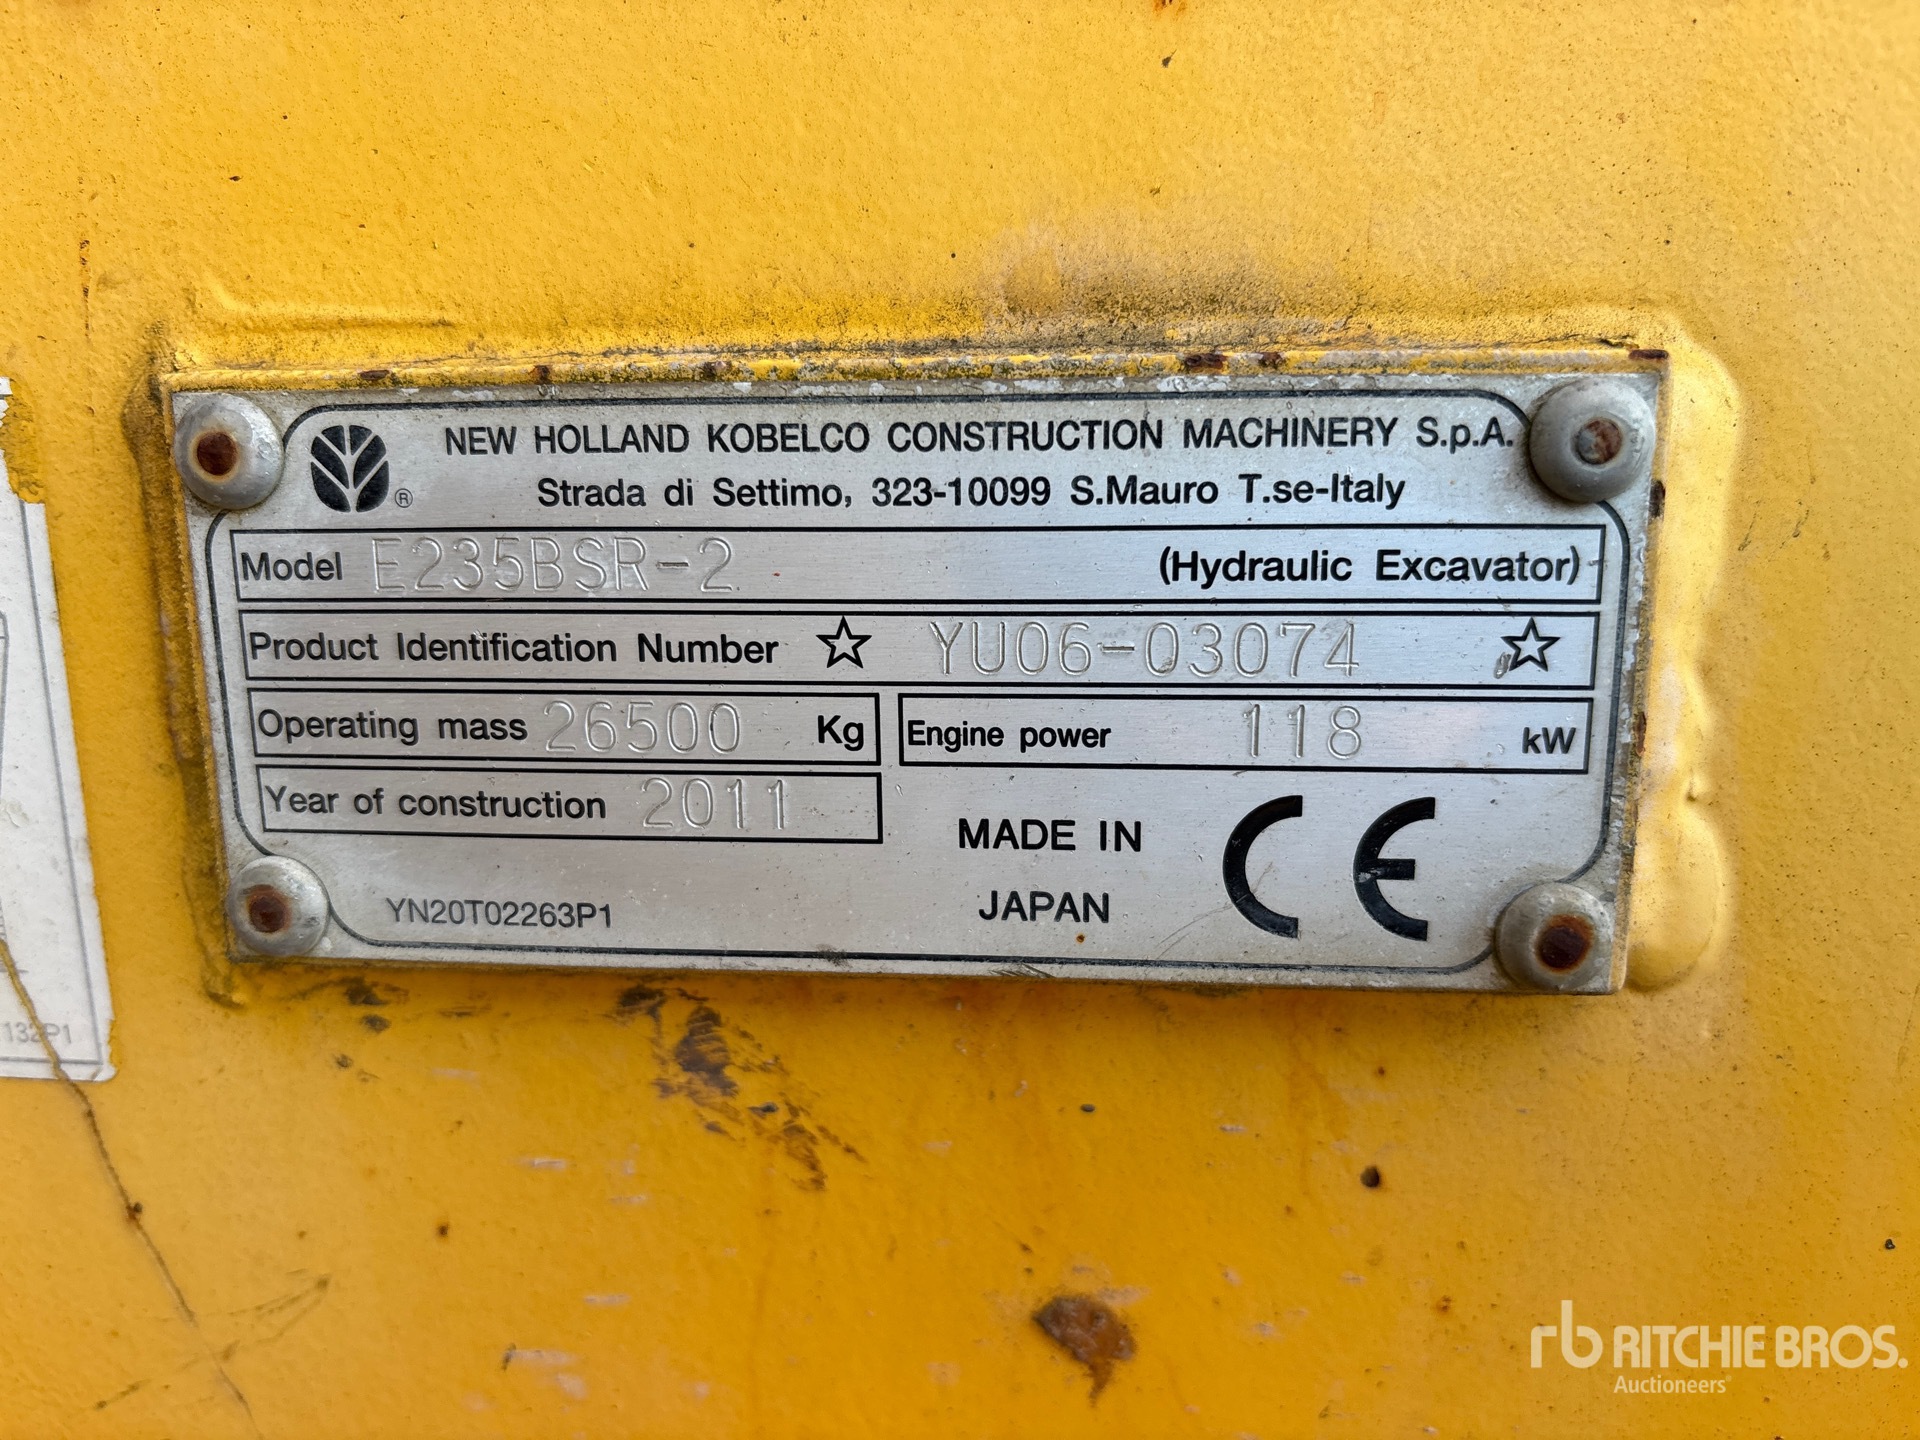 NEW HOLLAND KOBELCO CONSTRUCTION MACHINERY S.p.A.
Strada di Settimo, 323-10099 S.Mauro T.se-Italy
®
Model E235BSR-2 (Hydraulic Excavator)
Product Identification Number ☆ YU06-03074 ☆
Operating mass 26500 Kg Engine power 118 kW
Year of construction 2011
MADE IN
JAPAN
CE
YN20T02263P1
132P1
rb RITCHIE BROS.
Auctioneers